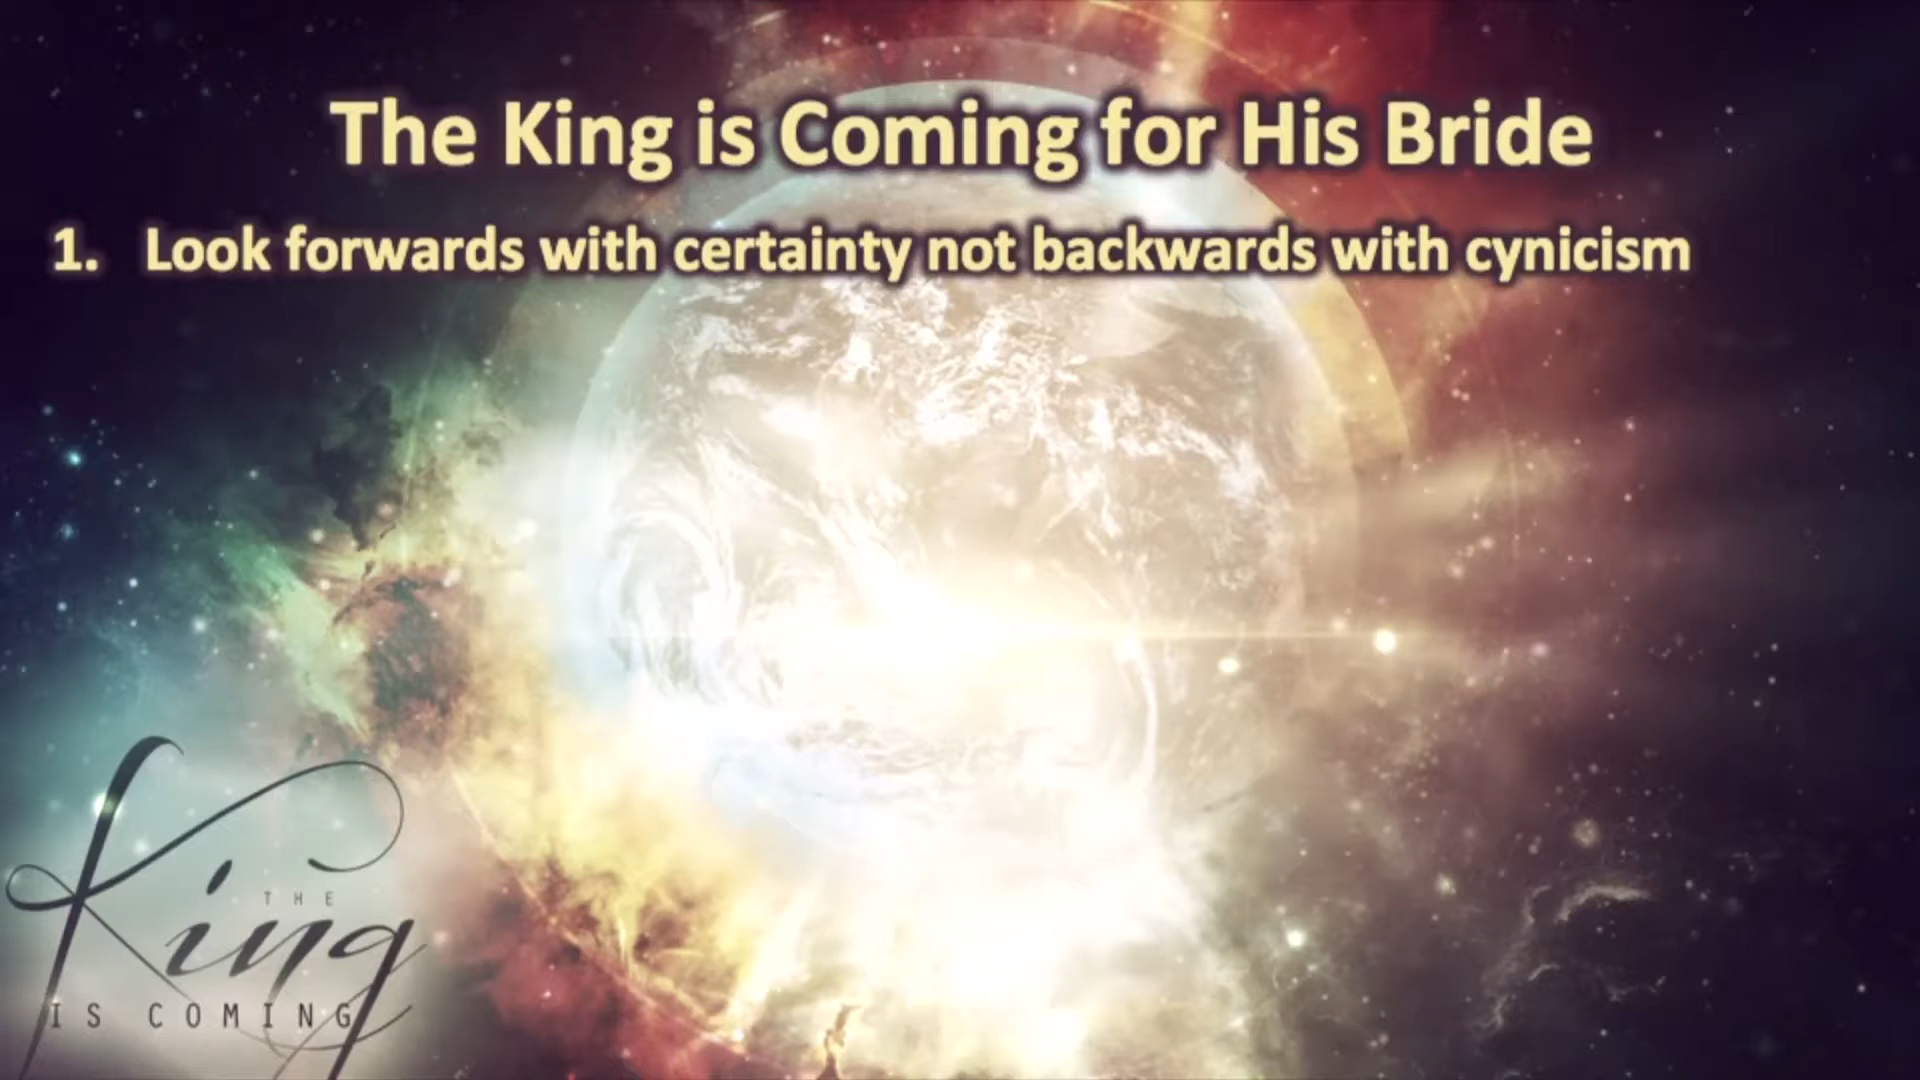 The King is Coming for His Bride
1. Look forwards with certainty not backwards with cynicism
THE
King
IS COMING